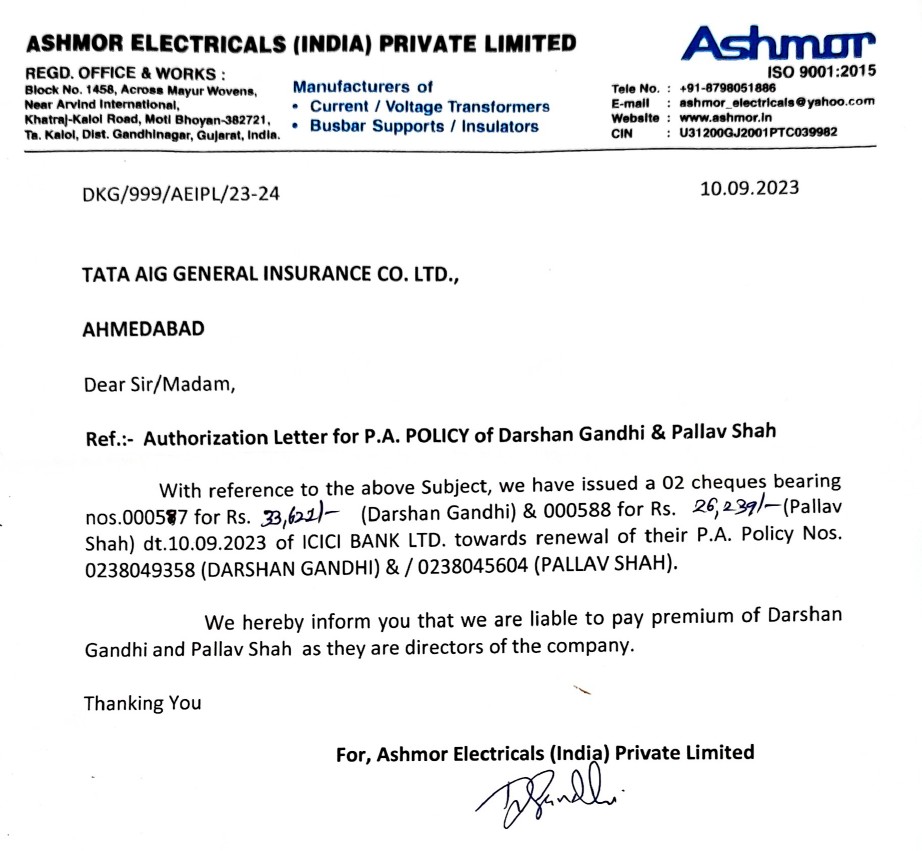 ASHMOR ELECTRICALS (INDIA) PRIVATE LIMITED
REGD. OFFICE & WORKS :
Block No. 1458, Across Mayur Wovens,
Near Arvind International,
Khatraj-Kalol Road, Moti Bhoyan-382721,
Ta. Kalol, Dist. Gandhinagar, Gujarat, India.
Manufacturers of
• Current / Voltage Transformers
• Busbar Supports / Insulators
Ashmor
ISO 9001:2015
Tele No. : +91-8798051886
E-mail : ashmor_electricals@yahoo.com
Website : www.ashmor.in
CIN : U31200GJ2001PTC039982
DKG/999/AEIPL/23-24
10.09.2023
TATA AIG GENERAL INSURANCE CO. LTD.,
AHMEDABAD
Dear Sir/Madam,
Ref.:- Authorization Letter for P.A. POLICY of Darshan Gandhi & Pallav Shah
With reference to the above Subject, we have issued a 02 cheques bearing
nos.000587 for Rs. 33,621/- (Darshan Gandhi) & 000588 for Rs. 26,239/- (Pallav
Shah) dt.10.09.2023 of ICICI BANK LTD. towards renewal of their P.A. Policy Nos.
0238049358 (DARSHAN GANDHI) & / 0238045604 (PALLAV SHAH).
We hereby inform you that we are liable to pay premium of Darshan
Gandhi and Pallav Shah as they are directors of the company.
Thanking You
For, Ashmor Electricals (India) Private Limited